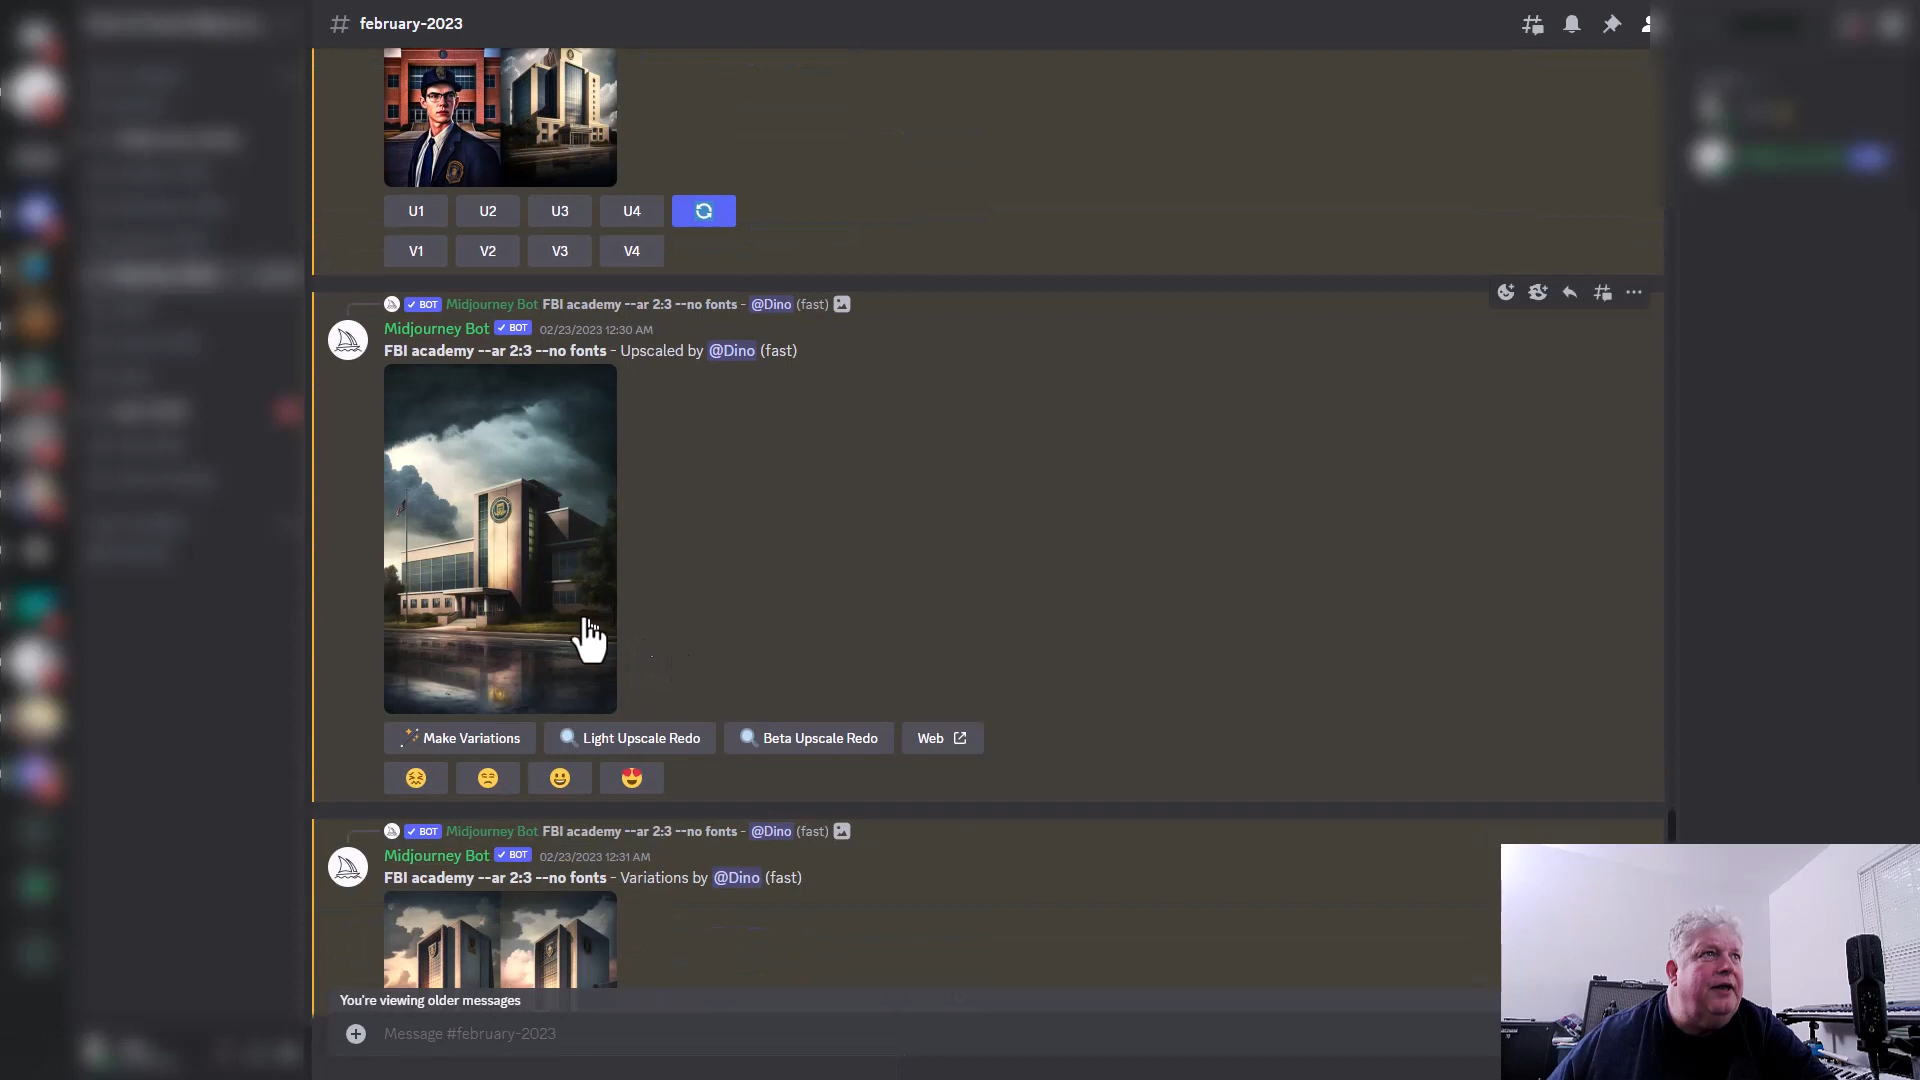 february-2023
U1 U2 U3 U4
V1 V2 V3 V4
BOT Midjourney Bot FBI academy --ar 2:3 --no fonts - @Dino (fast)
Midjourney Bot BOT 02/23/2023 12:30 AM
FBI academy --ar 2:3 --no fonts - Upscaled by @Dino (fast)
Make Variations Light Upscale Redo Beta Upscale Redo Web
BOT Midjourney Bot FBI academy --ar 2:3 --no fonts - @Dino (fast)
Midjourney Bot BOT 02/23/2023 12:31 AM
FBI academy --ar 2:3 --no fonts - Variations by @Dino (fast)
You're viewing older messages
Message #february-2023